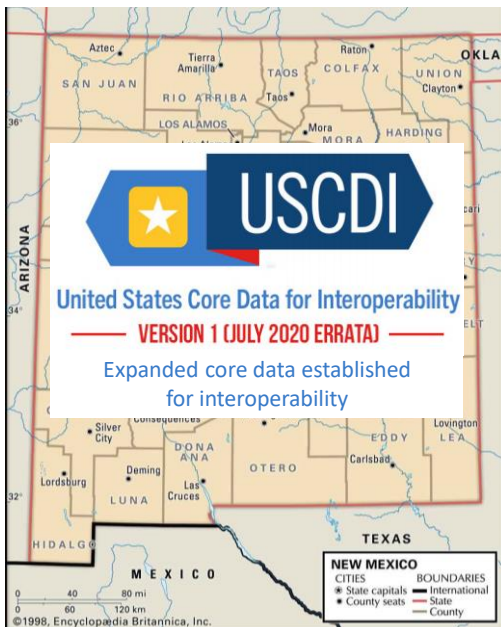 Aztec
Tierra
Amarilla
Raton
OKLA
SAN JUAN
RIO ARRIBA
TAOS
Taos
COLFAX
UNION
Clayton
36°
LOS ALAMOS
Mora
MORA
HARDING
ARIZONA
USCDI
United States Core Data for Interoperability
VERSION 1 (JULY 2020 ERRATA)
Expanded core data established
for interoperability
34°
Silver
City
Consequences
DONA
ANA
OTERO
EDDY
Carlsbad
Lovington
LEA
Lordsburg
Deming
LUNA
Las
Cruces
32°
HIDALGO
TEXAS
MEXICO
0 40 80 mi
0 60 120 km
©1998, Encyclopædia Britannica, Inc.
NEW MEXICO
CITIES
State capitals
County seats
BOUNDARIES
International
State
County